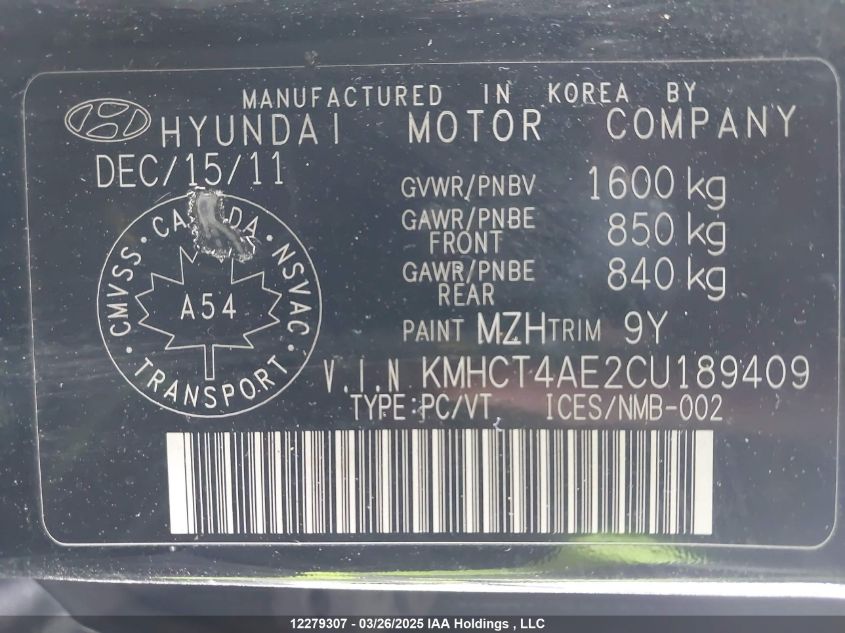 MANUFACTURED IN KOREA BY
HYUNDAI MOTOR COMPANY
DEC/15/11
GVWR/PNBV 1600 kg
GAWR/PNBE FRONT 850 kg
GAWR/PNBE REAR 840 kg
PAINT MZH TRIM 9Y
V.I.N KMHCT4AE2CU189409
TYPE:PC/VT ICES/NMB-002
CMVSS · CANADA · NSVAC · TRANSPORT ·
A54
12279307 - 03/26/2025 IAA Holdings , LLC